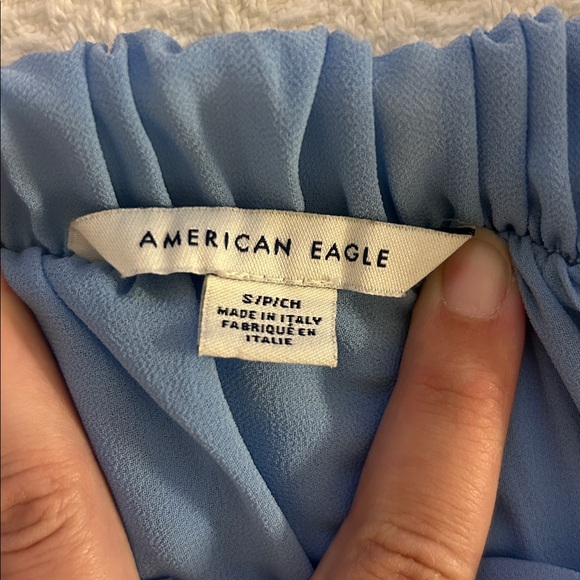 AMERICAN EAGLE
S/P/CH
MADE IN ITALY
FABRIQUÉ EN
ITALIE